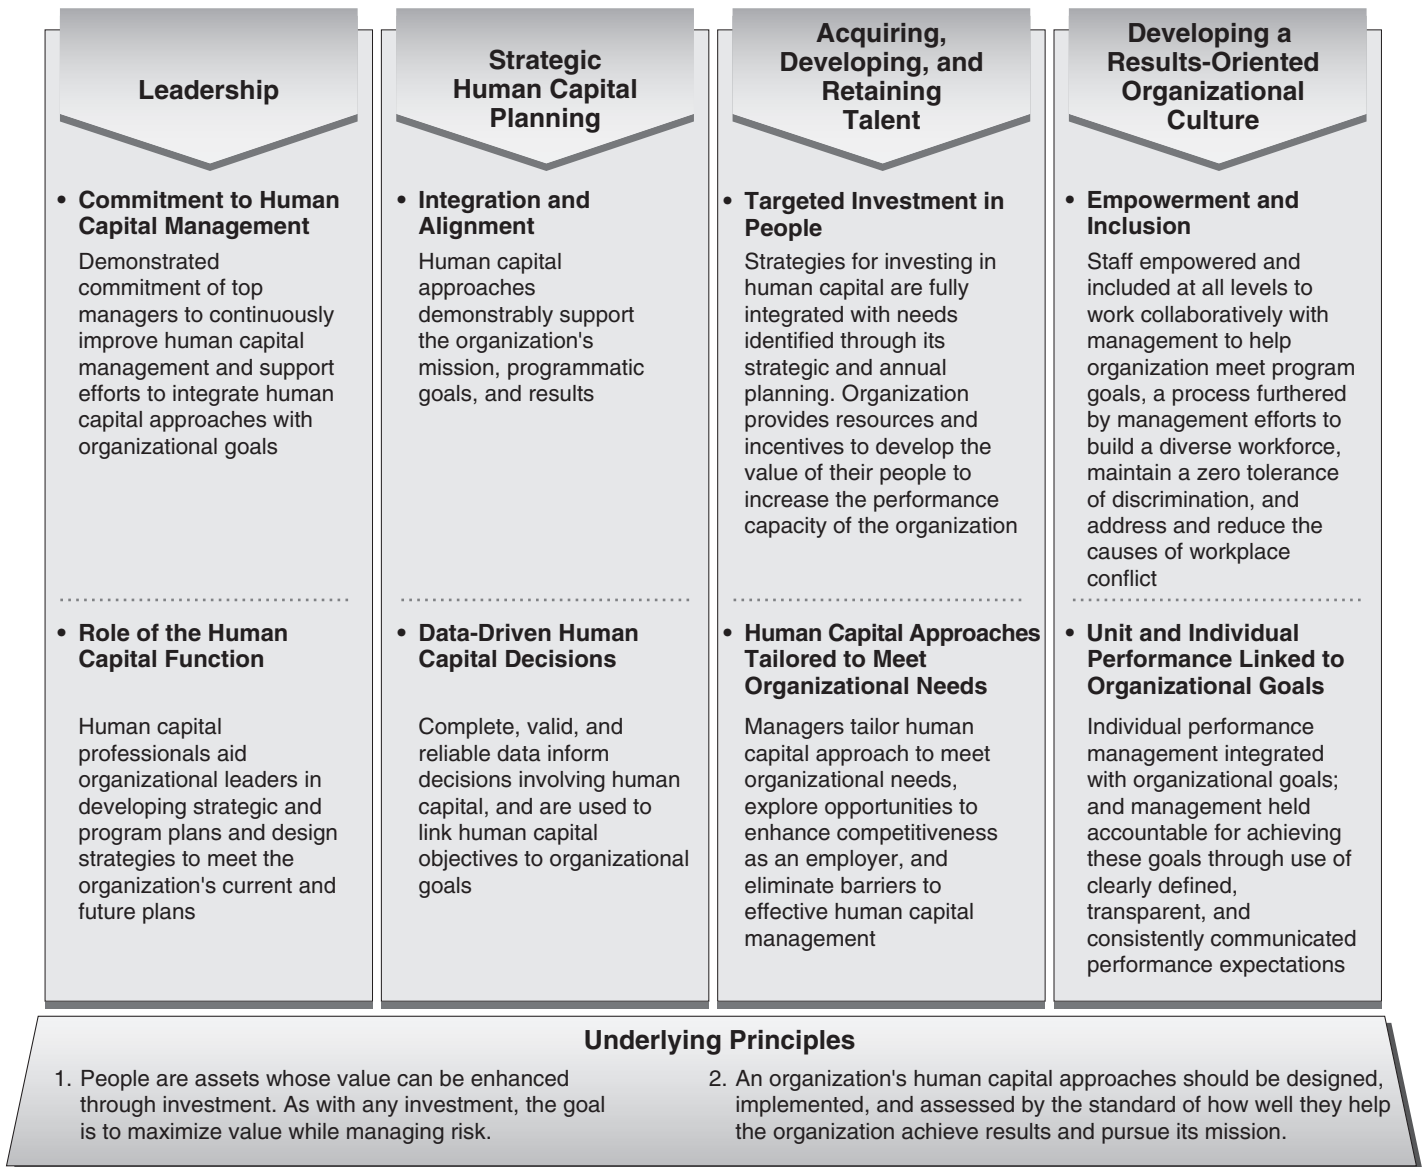 Leadership
• Commitment to Human
Capital Management
Demonstrated
commitment of top
managers to continuously
improve human capital
management and support
efforts to integrate human
capital approaches with
organizational goals
• Role of the Human
Capital Function
Human capital
professionals aid
organizational leaders in
developing strategic and
program plans and design
strategies to meet the
organization's current and
future plans
Strategic
Human Capital
Planning
• Integration and
Alignment
Human capital
approaches
demonstrably support
the organization's
mission, programmatic
goals, and results
• Data-Driven Human
Capital Decisions
Complete, valid, and
reliable data inform
decisions involving human
capital, and are used to
link human capital
objectives to organizational
goals
Acquiring,
Developing, and
Retaining
Talent
• Targeted Investment in
People
Strategies for investing in
human capital are fully
integrated with needs
identified through its
strategic and annual
planning. Organization
provides resources and
incentives to develop the
value of their people to
increase the performance
capacity of the organization
• Human Capital Approaches
Tailored to Meet
Organizational Needs
Managers tailor human
capital approach to meet
organizational needs,
explore opportunities to
enhance competitiveness
as an employer, and
eliminate barriers to
effective human capital
management
Developing a
Results-Oriented
Organizational
Culture
• Empowerment and
Inclusion
Staff empowered and
included at all levels to
work collaboratively with
management to help
organization meet program
goals, a process furthered
by management efforts to
build a diverse workforce,
maintain a zero tolerance
of discrimination, and
address and reduce the
causes of workplace
conflict
• Unit and Individual
Performance Linked to
Organizational Goals
Individual performance
management integrated
with organizational goals;
and management held
accountable for achieving
these goals through use of
clearly defined,
transparent, and
consistently communicated
performance expectations
Underlying Principles
1. People are assets whose value can be enhanced
through investment. As with any investment, the goal
is to maximize value while managing risk.
2. An organization's human capital approaches should be designed,
implemented, and assessed by the standard of how well they help
the organization achieve results and pursue its mission.